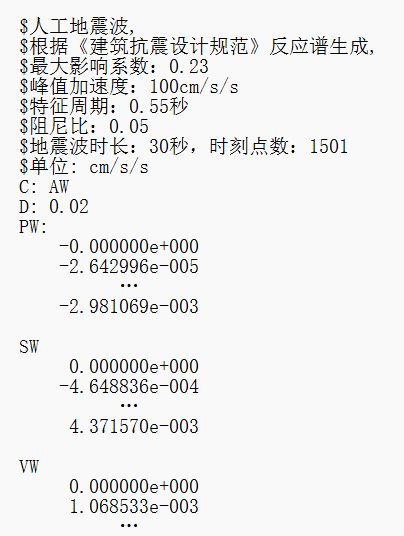 $人工地震波,
$根据《建筑抗震设计规范》反应谱生成,
$最大影响系数: 0.23
$峰值加速度: 100cm/s/s
$特征周期: 0.55秒
$阻尼比: 0.05
$地震波时长: 30秒, 时刻点数: 1501
$单位: cm/s/s
C: AW
D: 0.02
PW:
-0.000000e+000
-2.642996e-005
…
-2.981069e-003
SW
0.000000e+000
-4.648836e-004
…
4.371570e-003
VW
0.000000e+000
1.068533e-003
…